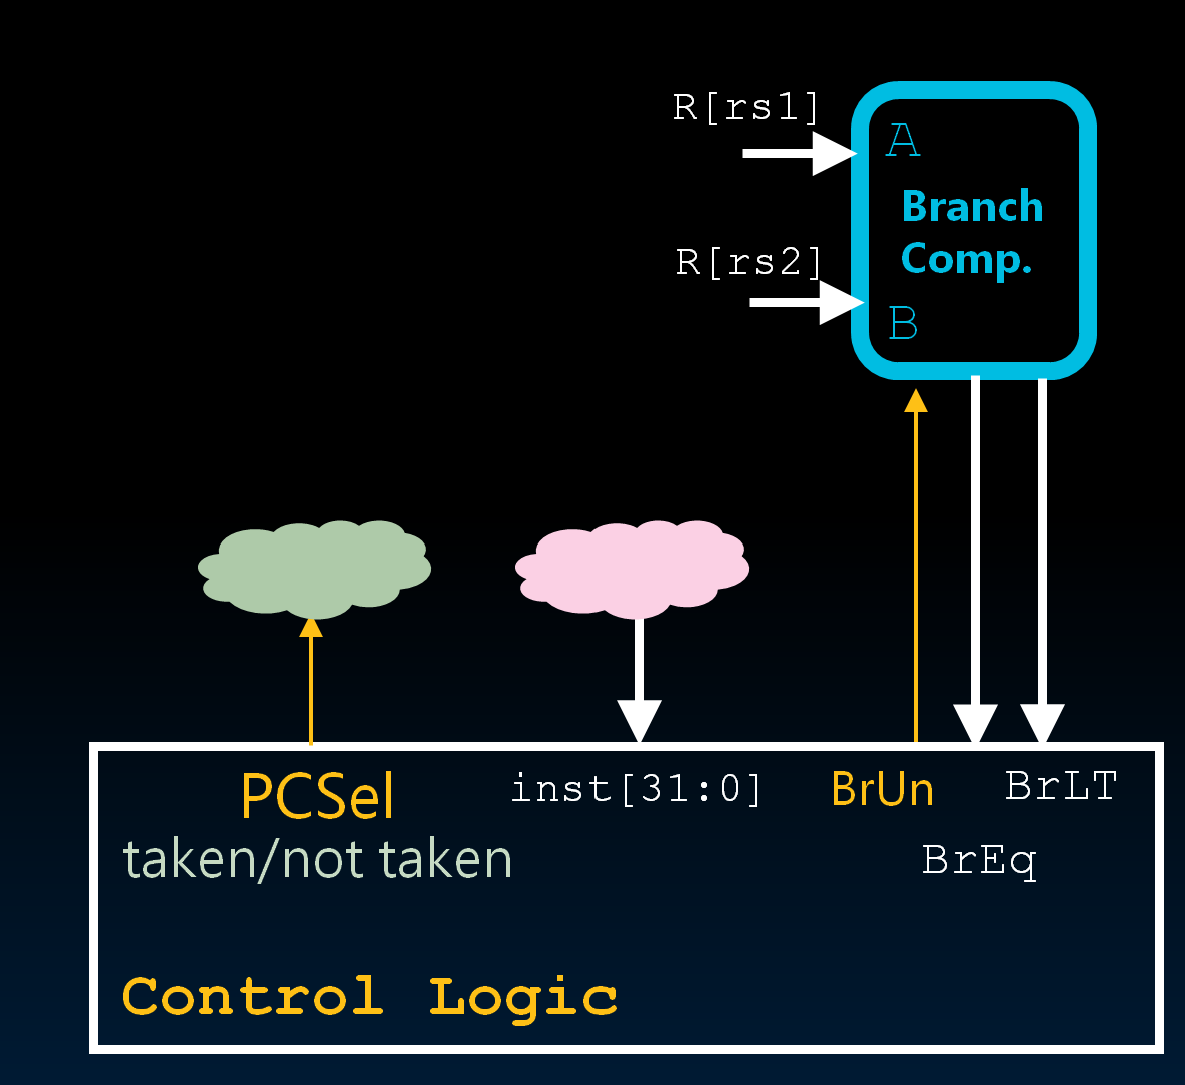 R[rs1]
A
Branch
Comp.
R[rs2]
B
PCSel
inst[31:0]
BrUn
BrLT
taken/not taken
BrEq
Control Logic